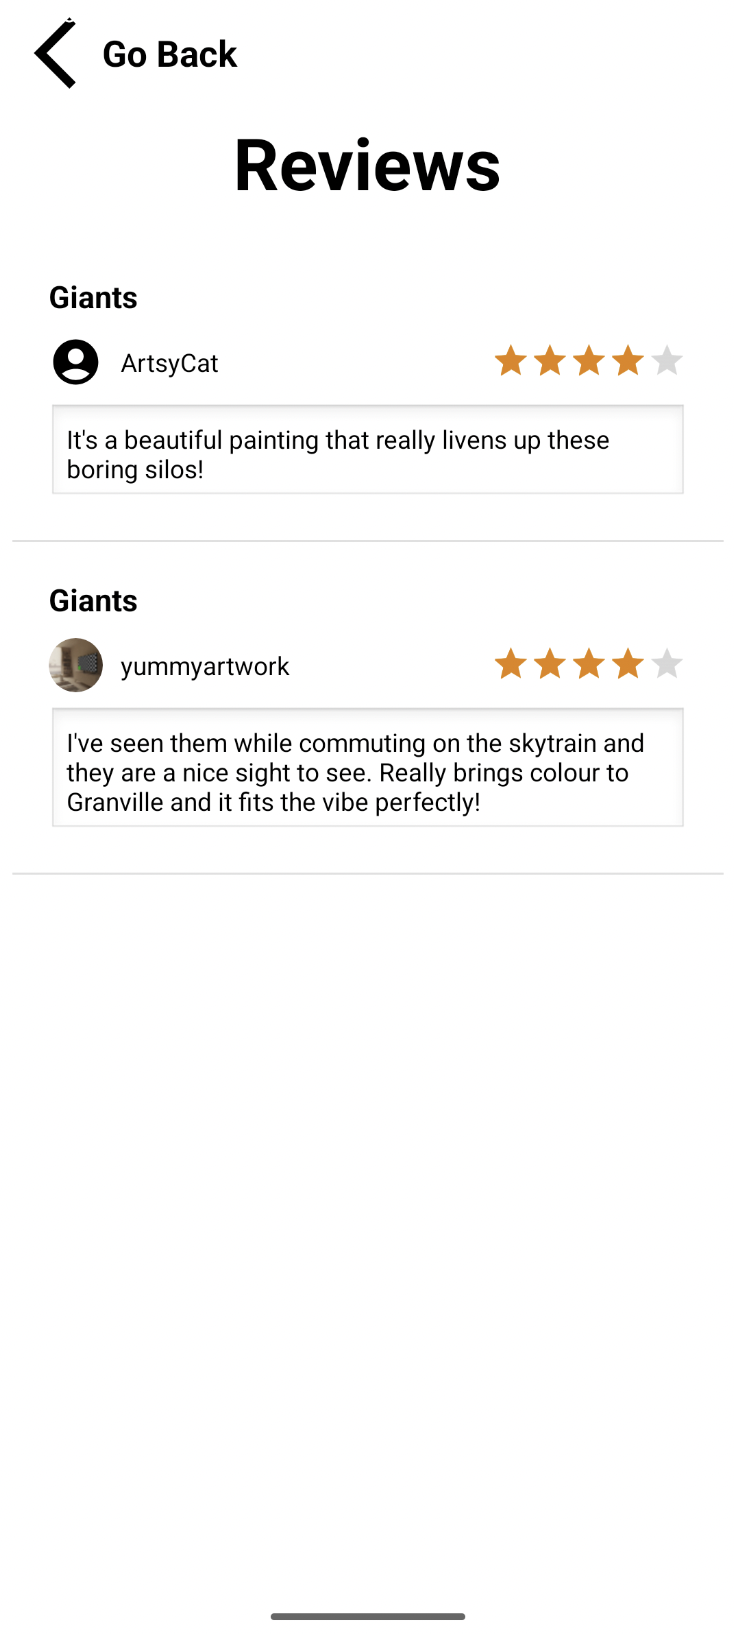 Go Back
Reviews
Giants
ArtsyCat
It's a beautiful painting that really livens up these
boring silos!
Giants
yummyartwork
I've seen them while commuting on the skytrain and
they are a nice sight to see. Really brings colour to
Granville and it fits the vibe perfectly!